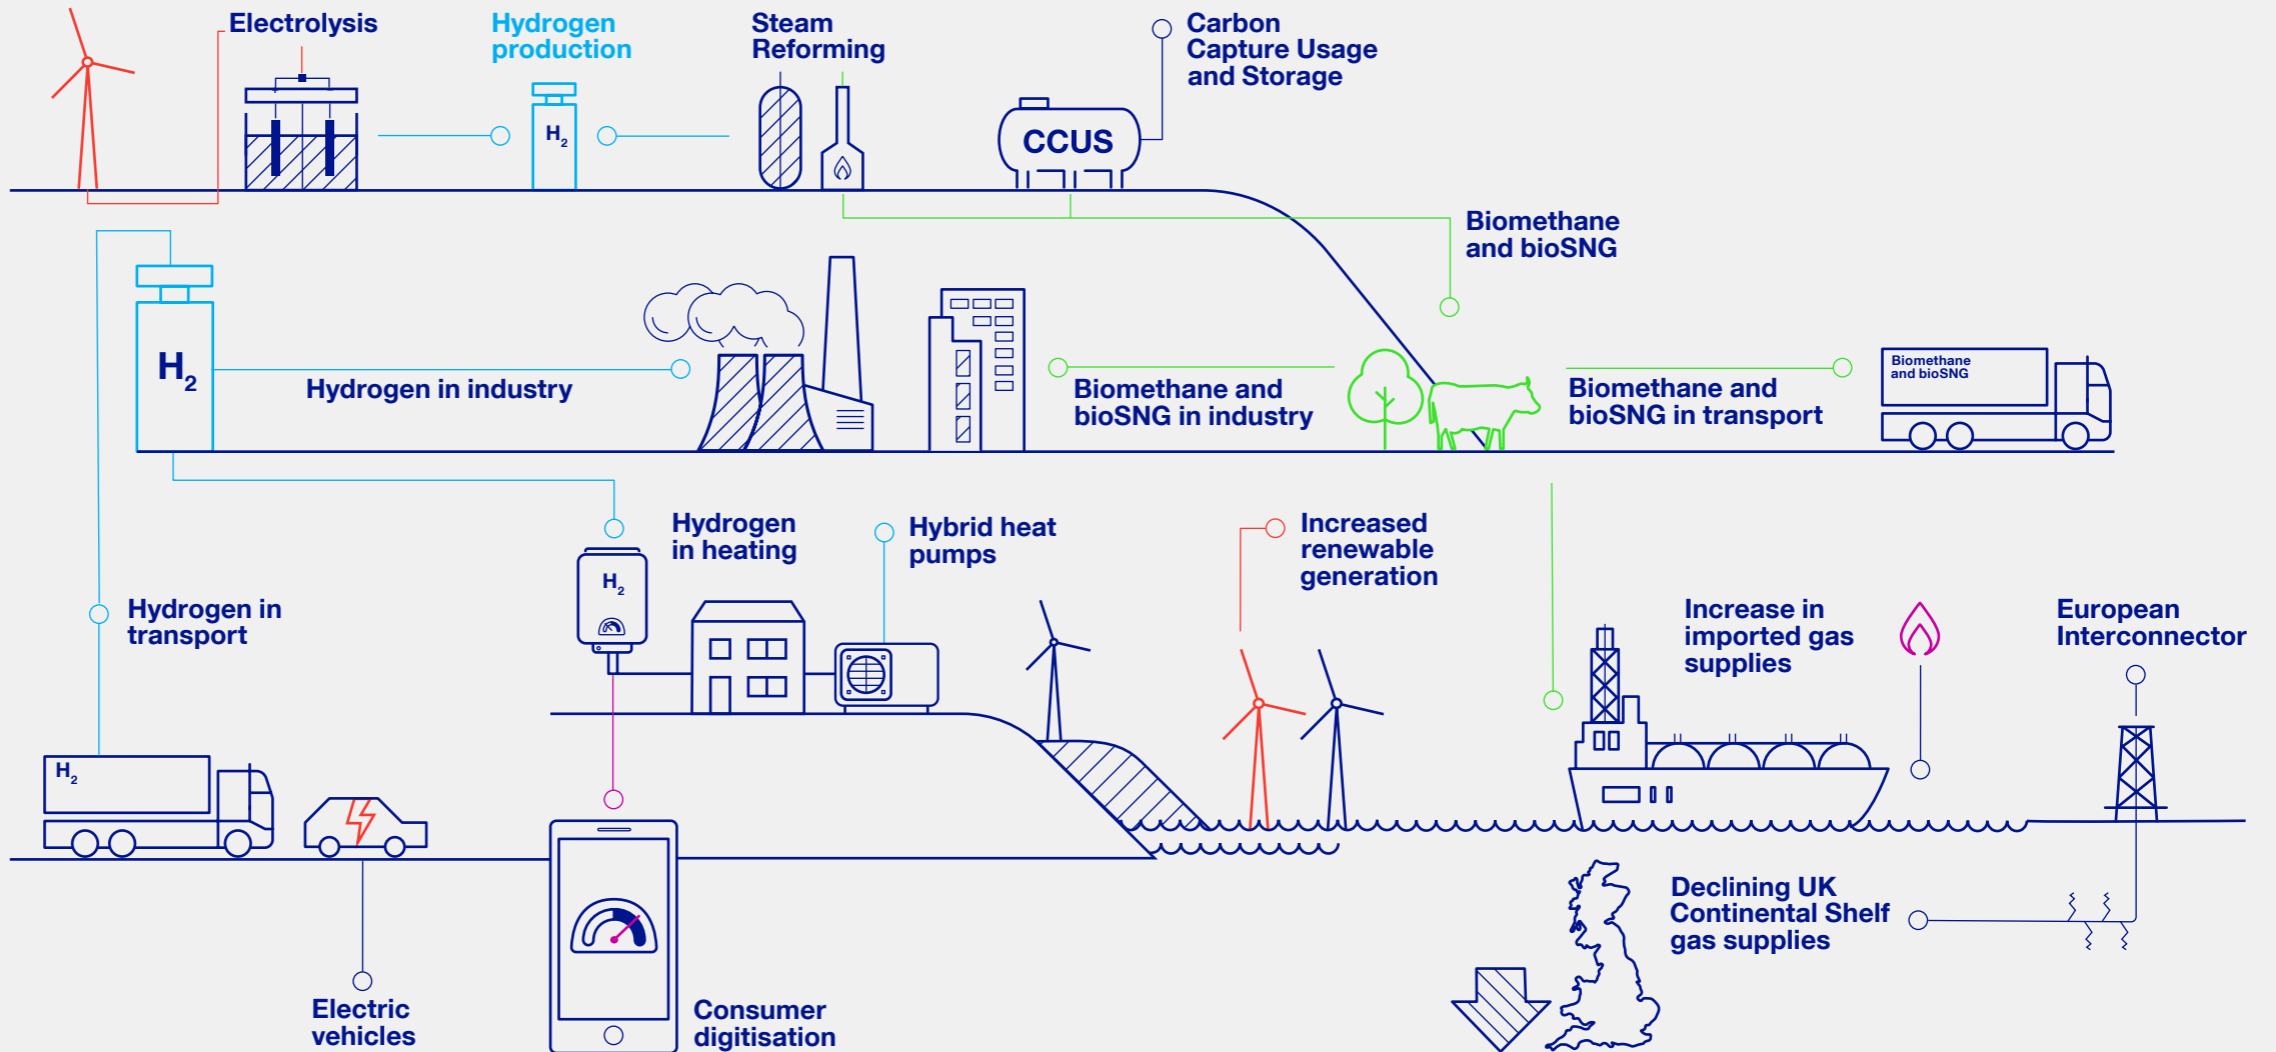 Electrolysis
Hydrogen
production
Steam
Reforming
Carbon
Capture Usage
and Storage
H₂
CCUS
Biomethane
and bioSNG
H₂
Hydrogen in industry
Biomethane and
bioSNG in industry
Biomethane and
bioSNG in transport
Biomethane
and bioSNG
Hydrogen
in heating
Hybrid heat
pumps
Increased
renewable
generation
H₂
Hydrogen in
transport
Increase in
imported gas
supplies
European
Interconnector
H₂
Declining UK
Continental Shelf
gas supplies
Electric
vehicles
Consumer
digitisation